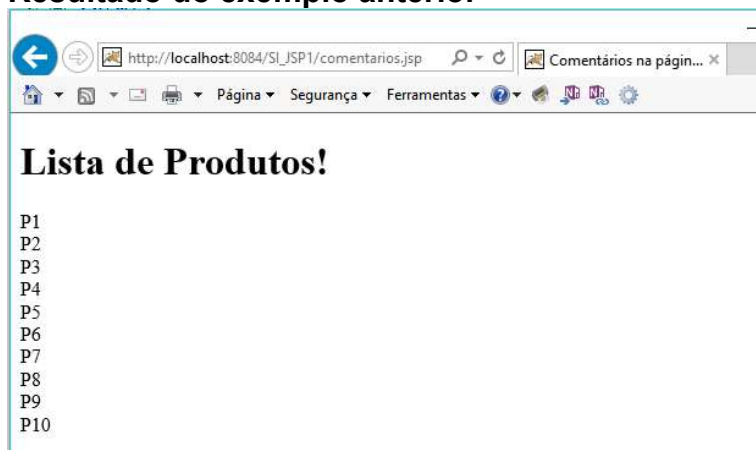 Resultado do exemplo anterior
http://localhost:8084/SI_JSP1/comentarios.jsp
Comentários na págin...
Página Segurança Ferramentas
Lista de Produtos!
P1
P2
P3
P4
P5
P6
P7
P8
P9
P10